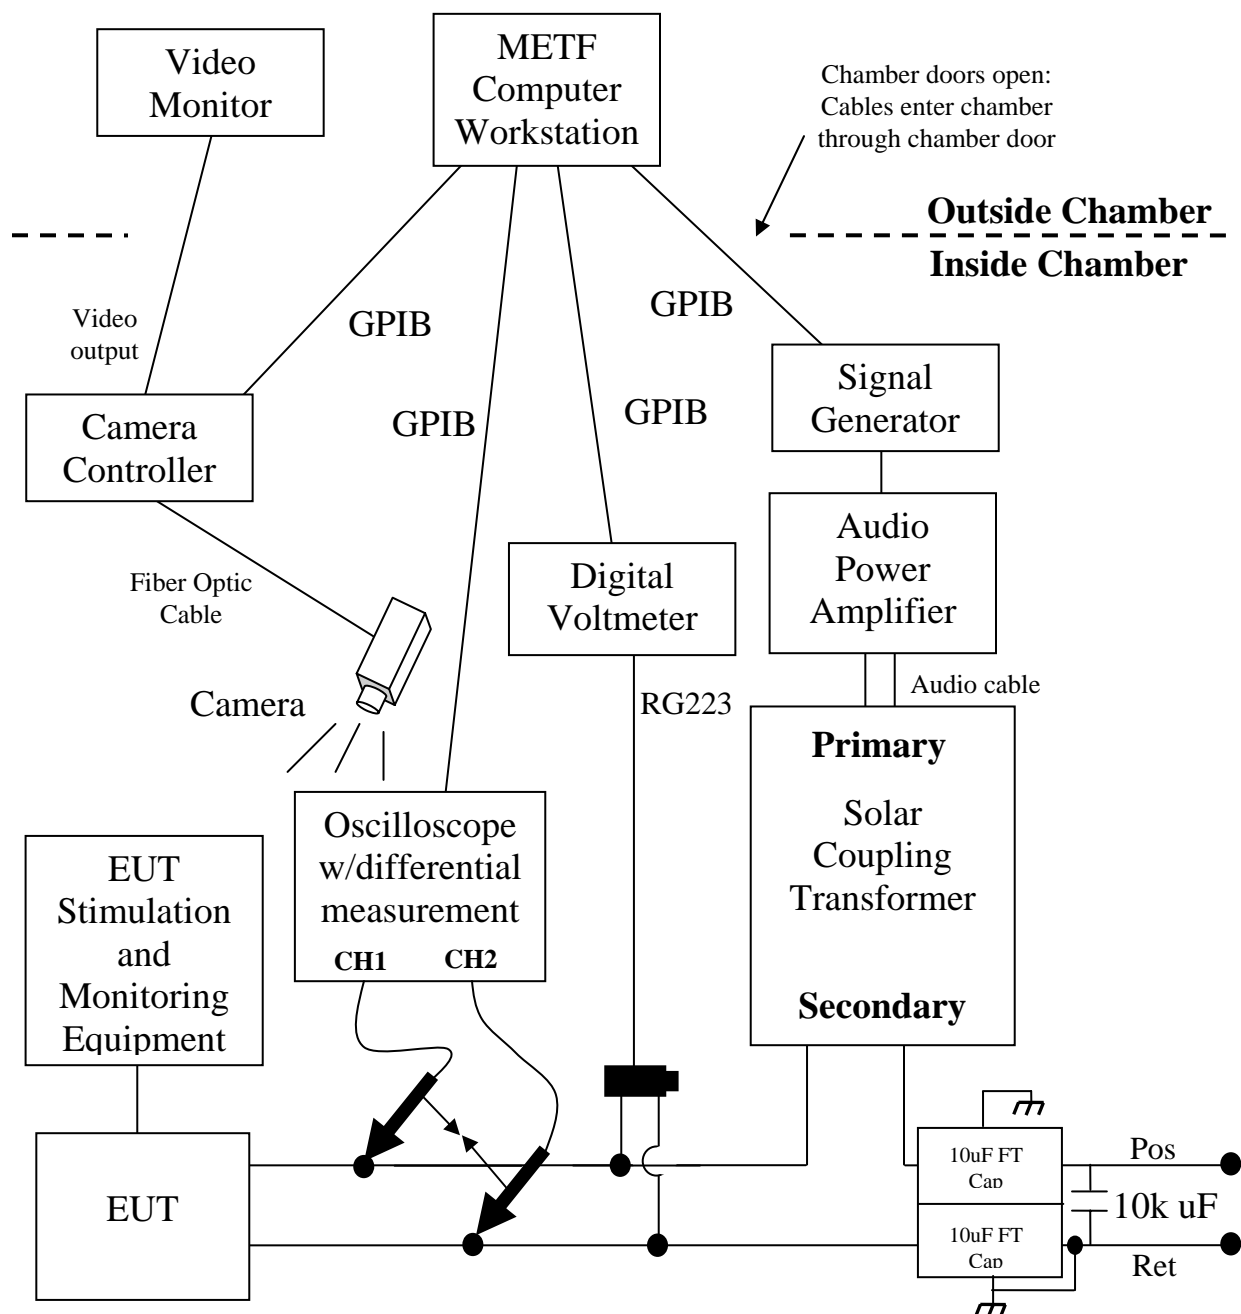 Video
Monitor
METF
Computer
Workstation
Chamber doors open:
Cables enter chamber
through chamber door
Outside Chamber
Inside Chamber
Video
output
GPIB
GPIB
GPIB
GPIB
Signal
Generator
Camera
Controller
Audio
Power
Amplifier
Fiber Optic
Cable
Digital
Voltmeter
Camera
RG223
Audio cable
Primary
Solar
Coupling
Transformer
Secondary
Oscilloscope
w/differential
measurement
CH1
CH2
EUT
Stimulation
and
Monitoring
Equipment
EUT
10uF FT
Cap
Pos
10k uF
10uF FT
Cap
Ret